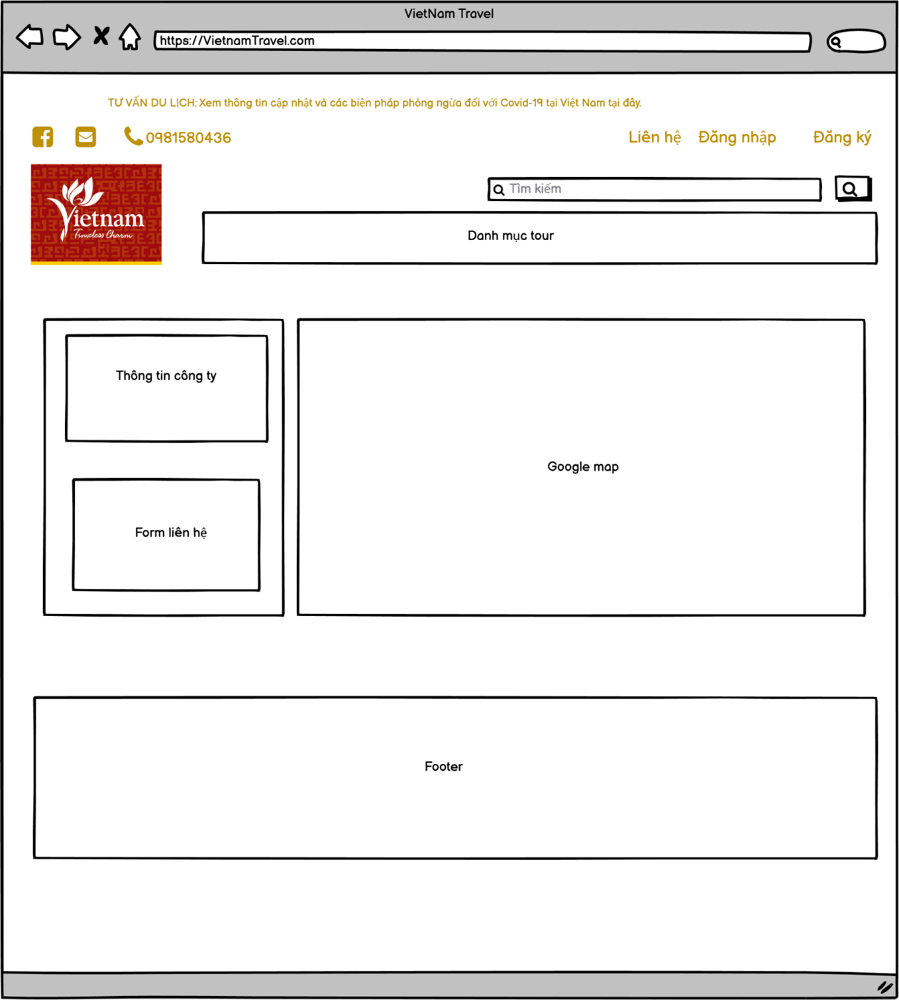 VietNam Travel
https://VietnamTravel.com
TƯ VẤN DU LỊCH: Xem thông tin cập nhật và các biện pháp phòng ngừa đối với Covid-19 tại Việt Nam tại đây.
0981580436
Liên hệ Đăng nhập Đăng ký
Vietnam
Timeless Charm
Tìm kiếm
Danh mục tour
Thông tin công ty
Google map
Form liên hệ
Footer